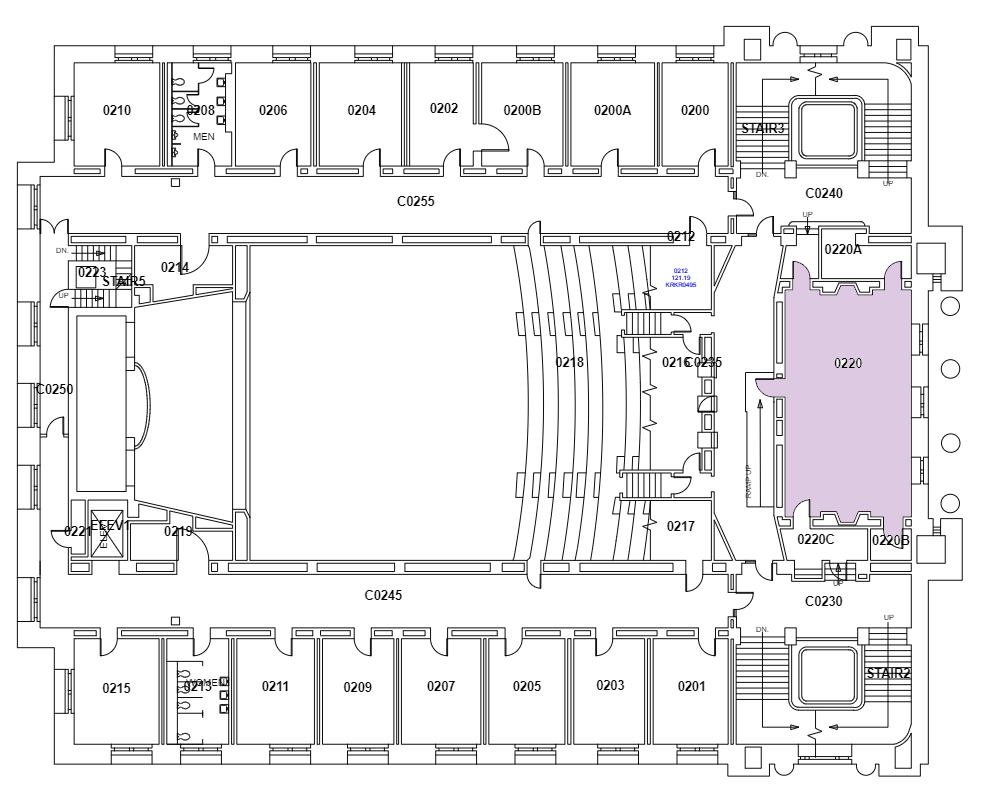 0210
0208
MEN
0206
0204
0202
0200B
0200A
0200
STAIR3
DN.
UP
C0255
C0240
UP
0212
0220A
DN.
0223
STAIR5
UP
0214
0212
121.19
KRKR0495
0218
0216
C0235
0220
C0250
RAMP UP
0221
ELEV1
0219
0217
0220C
0220B
UP
C0245
C0230
DN.
UP
0215
0213
WOMEN
0211
0209
0207
0205
0203
0201
STAIR2